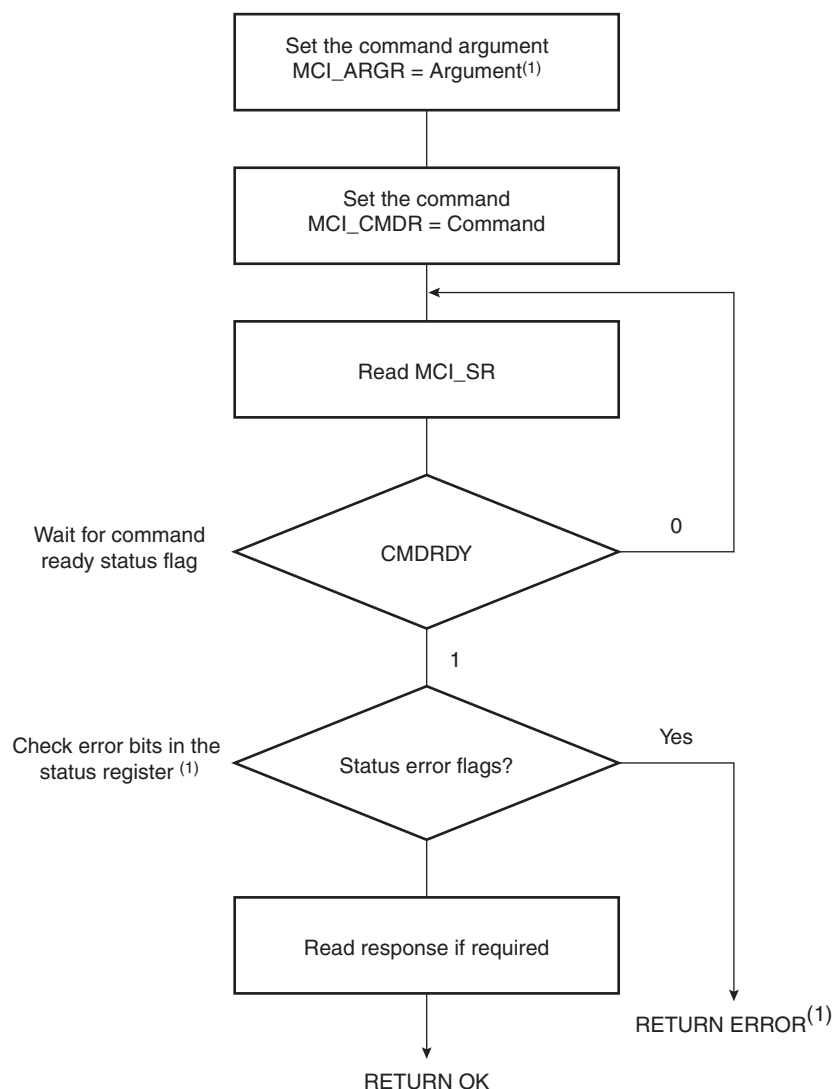 Set the command argument
MCI_ARGR = Argument(1)
Set the command
MCI_CMDR = Command
Read MCI_SR
Wait for command
ready status flag
CMDRDY
0
1
Check error bits in the
status register (1)
Status error flags?
Yes
Read response if required
RETURN ERROR(1)
RETURN OK